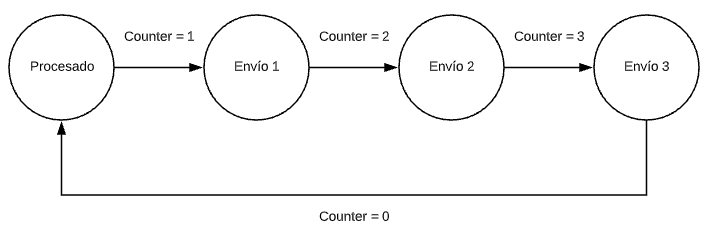 Counter = 1
Counter = 2
Counter = 3
Procesado
Envío 1
Envío 2
Envío 3
Counter = 0